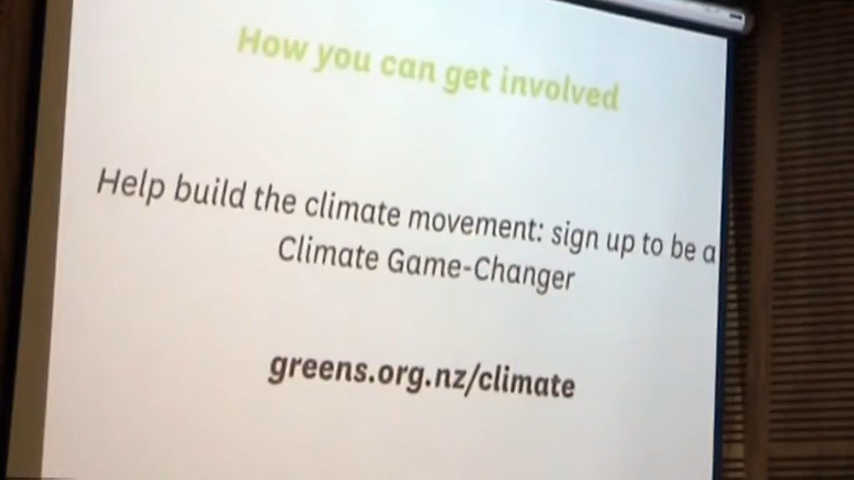 How you can get involved
Help build the climate movement: sign up to be a
Climate Game-Changer
greens.org.nz/climate